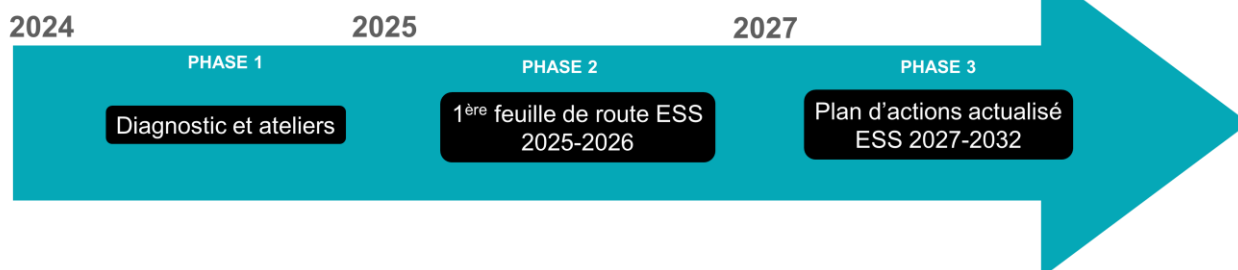 2024
2025
2027
PHASE 1
PHASE 2
PHASE 3
Diagnostic et ateliers
1ère feuille de route ESS
2025-2026
Plan d'actions actualisé
ESS 2027-2032